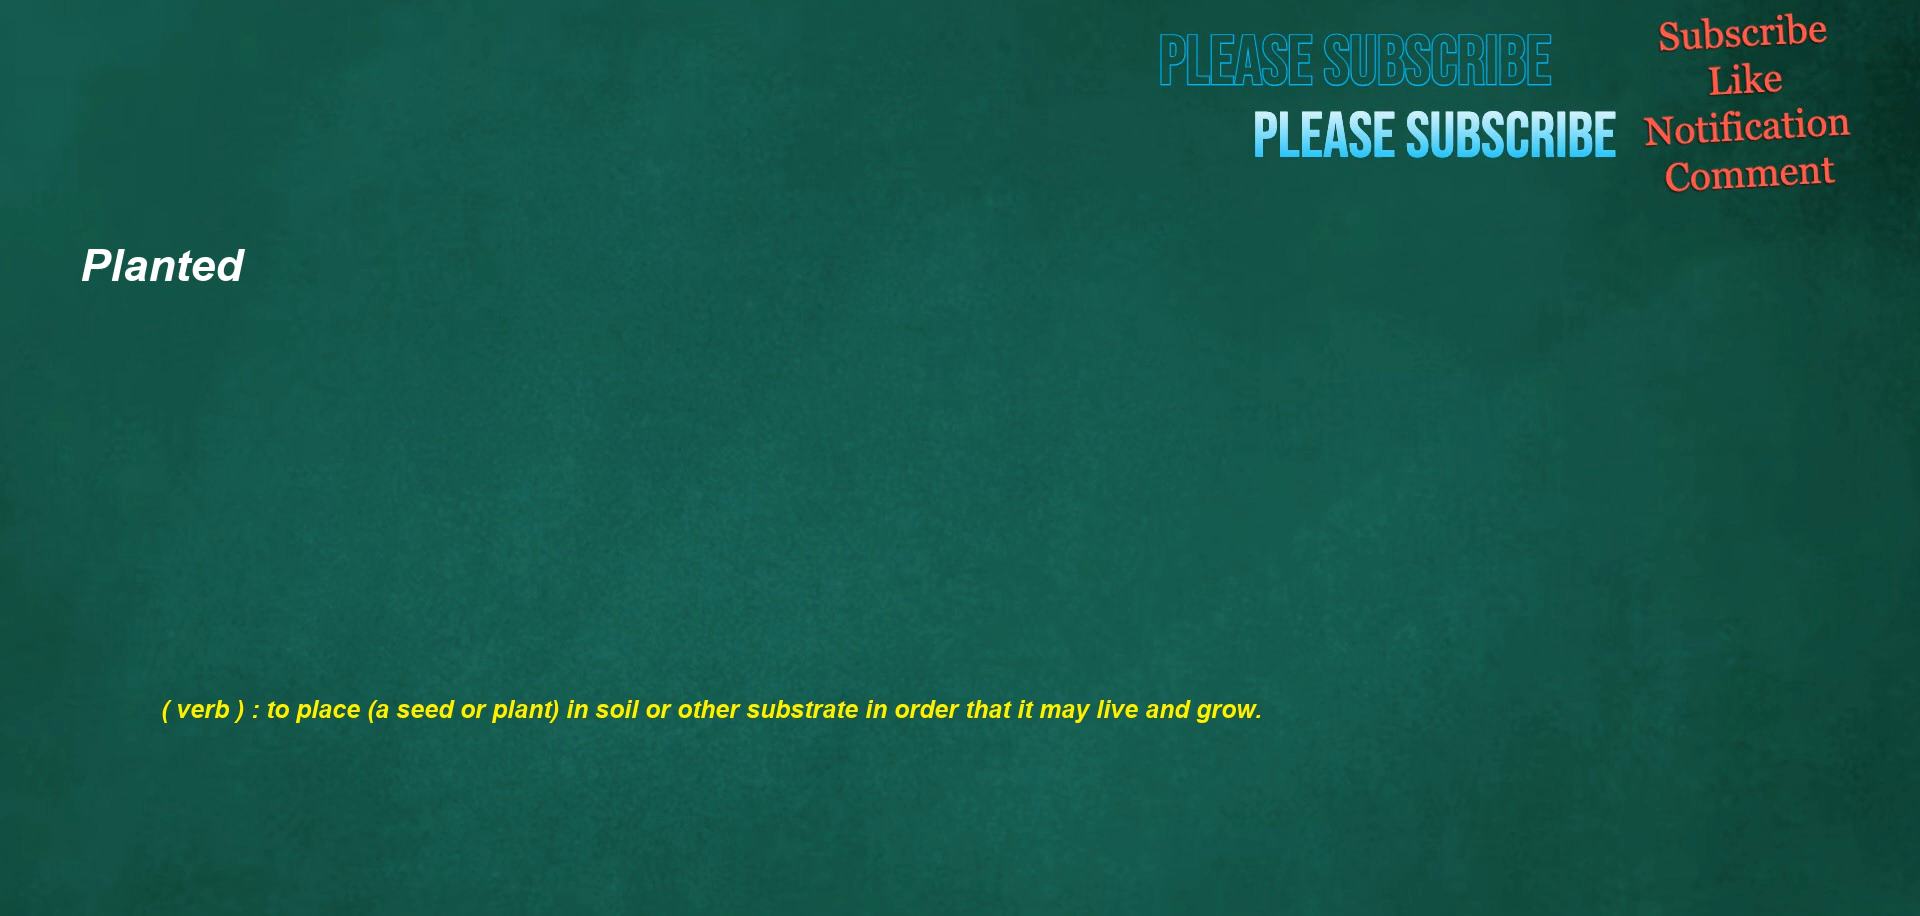 PLEASE SUBSCRIBE
PLEASE SUBSCRIBE
Subscribe
Like
Notification
Comment
Planted
( verb ) : to place (a seed or plant) in soil or other substrate in order that it may live and grow.